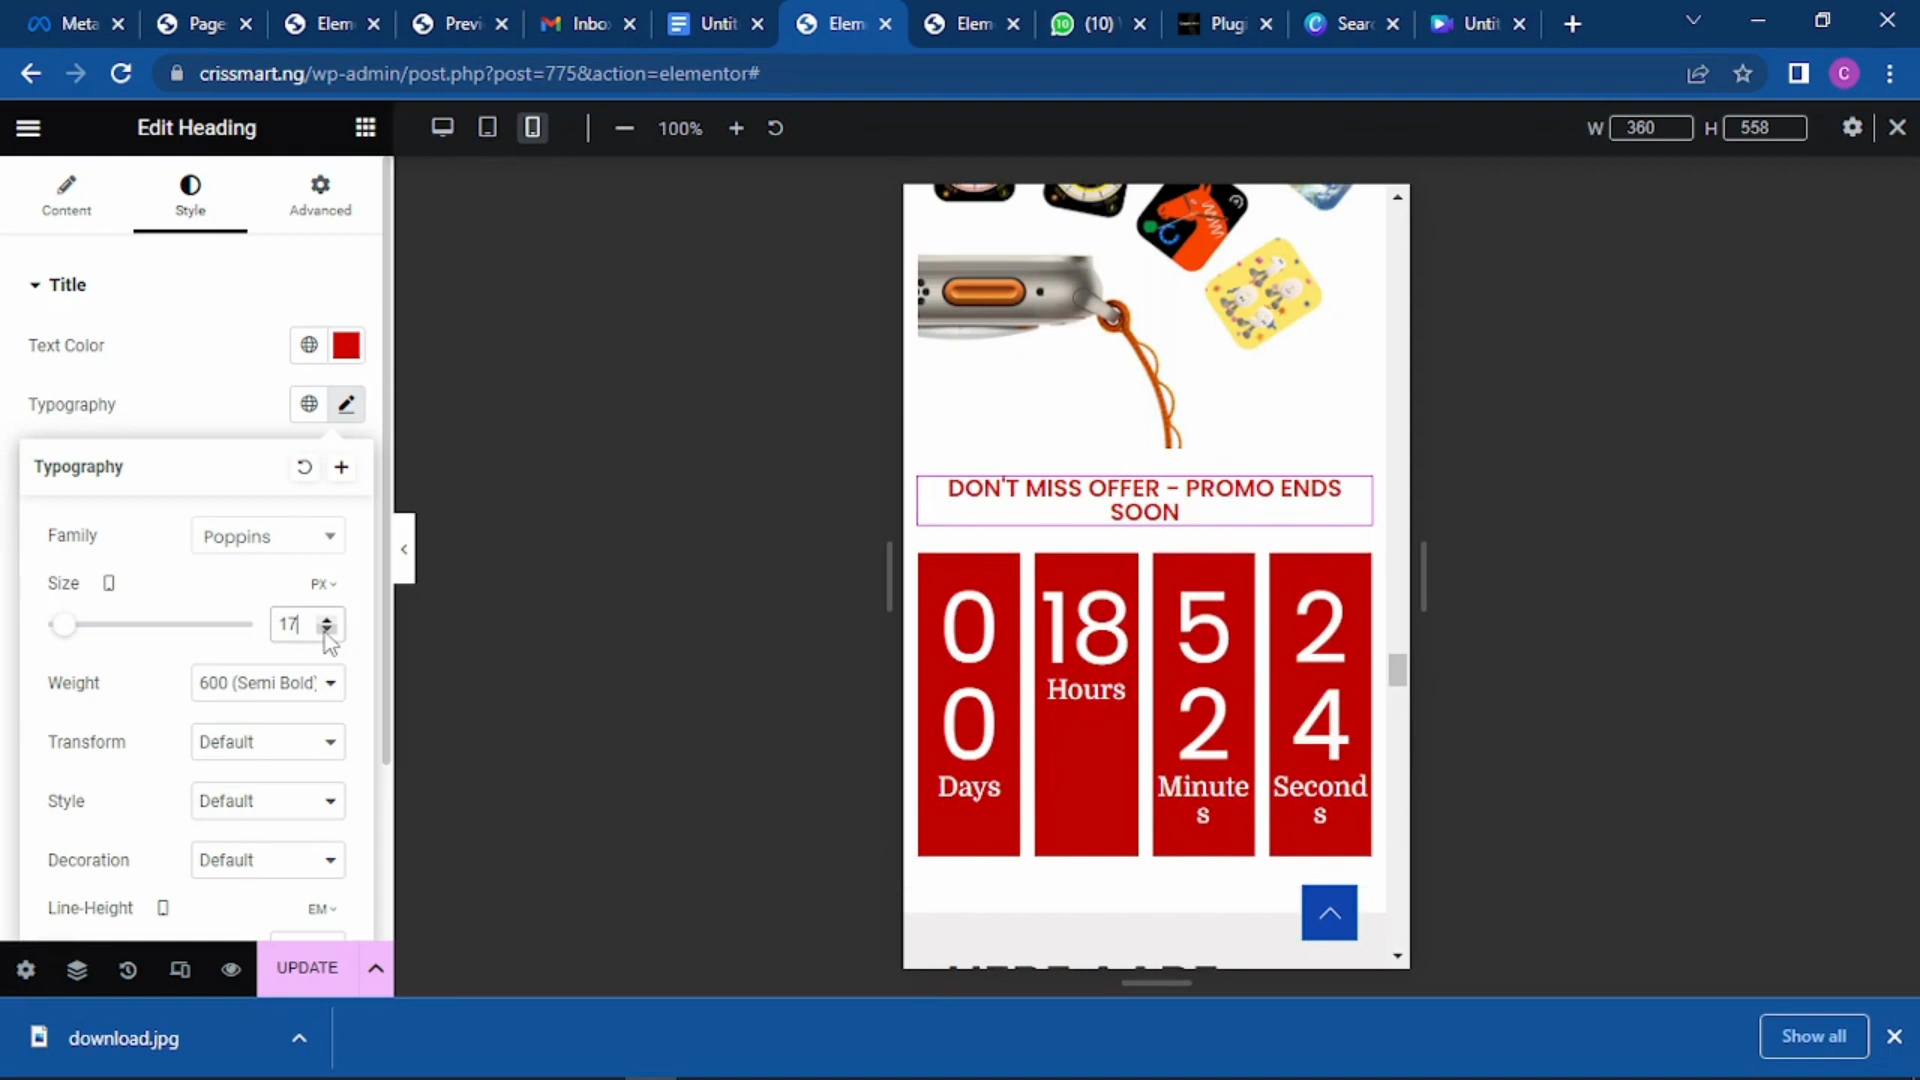 Meta
Page
Elem
Previ
Inbo
Untit
Elem
Elem
(10)
Plugi
Sear
Untit
crissmart.ng/wp-admin/post.php?post=775&action=elementor#
C
Edit Heading
100%
W 360 H 558
Content
Style
Advanced
Title
Text Color
Typography
Typography
Family
Poppins
Size
PX
17
Weight
600 (Semi Bold)
Transform
Default
Style
Default
Decoration
Default
Line-Height
EM
UPDATE
DON'T MISS OFFER - PROMO ENDS
SOON
0
0
Days
18
Hours
5
2
Minute
s
2
4
Second
s
download.jpg
Show all